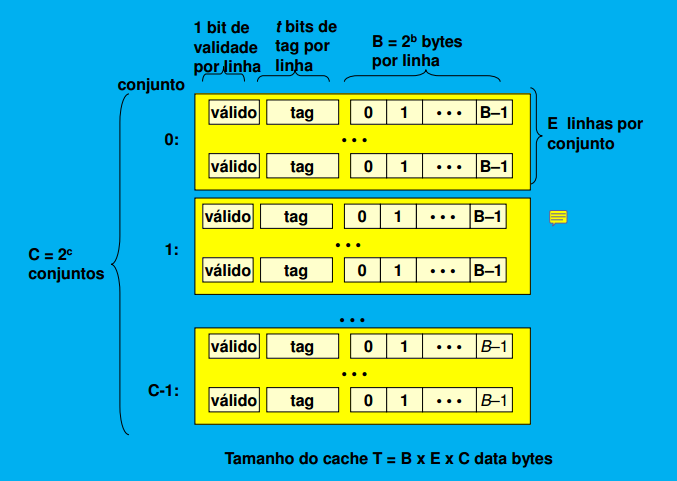 1 bit de
validade
por linha
t bits de
tag por
linha
B = 2ᵇ bytes
por linha
conjunto
válido tag 0 1 • • • B–1
0: • • •
válido tag 0 1 • • • B–1
E linhas por
conjunto
válido tag 0 1 • • • B–1
1: • • •
válido tag 0 1 • • • B–1
C = 2ᶜ
conjuntos
• • •
válido tag 0 1 • • • B–1
C-1: • • •
válido tag 0 1 • • • B–1
Tamanho do cache T = B x E x C data bytes